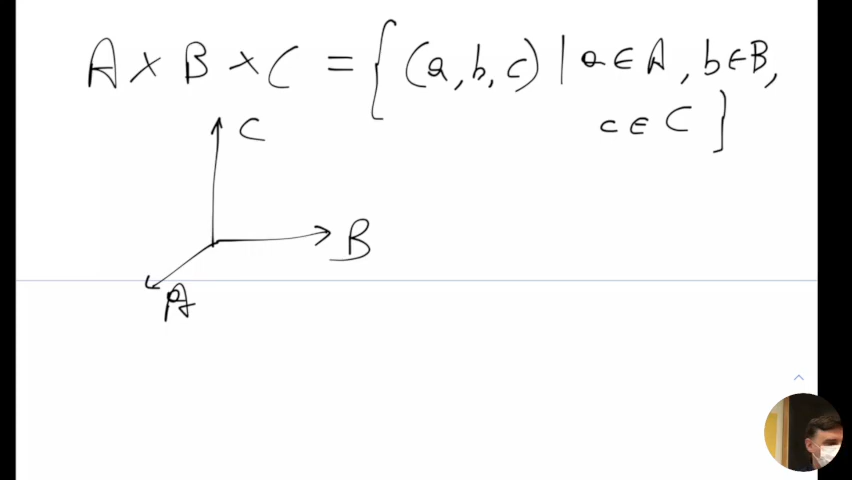 A × B × C = { (a, b, c) | a ∈ A, b ∈ B,
c ∈ C }
C
B
A